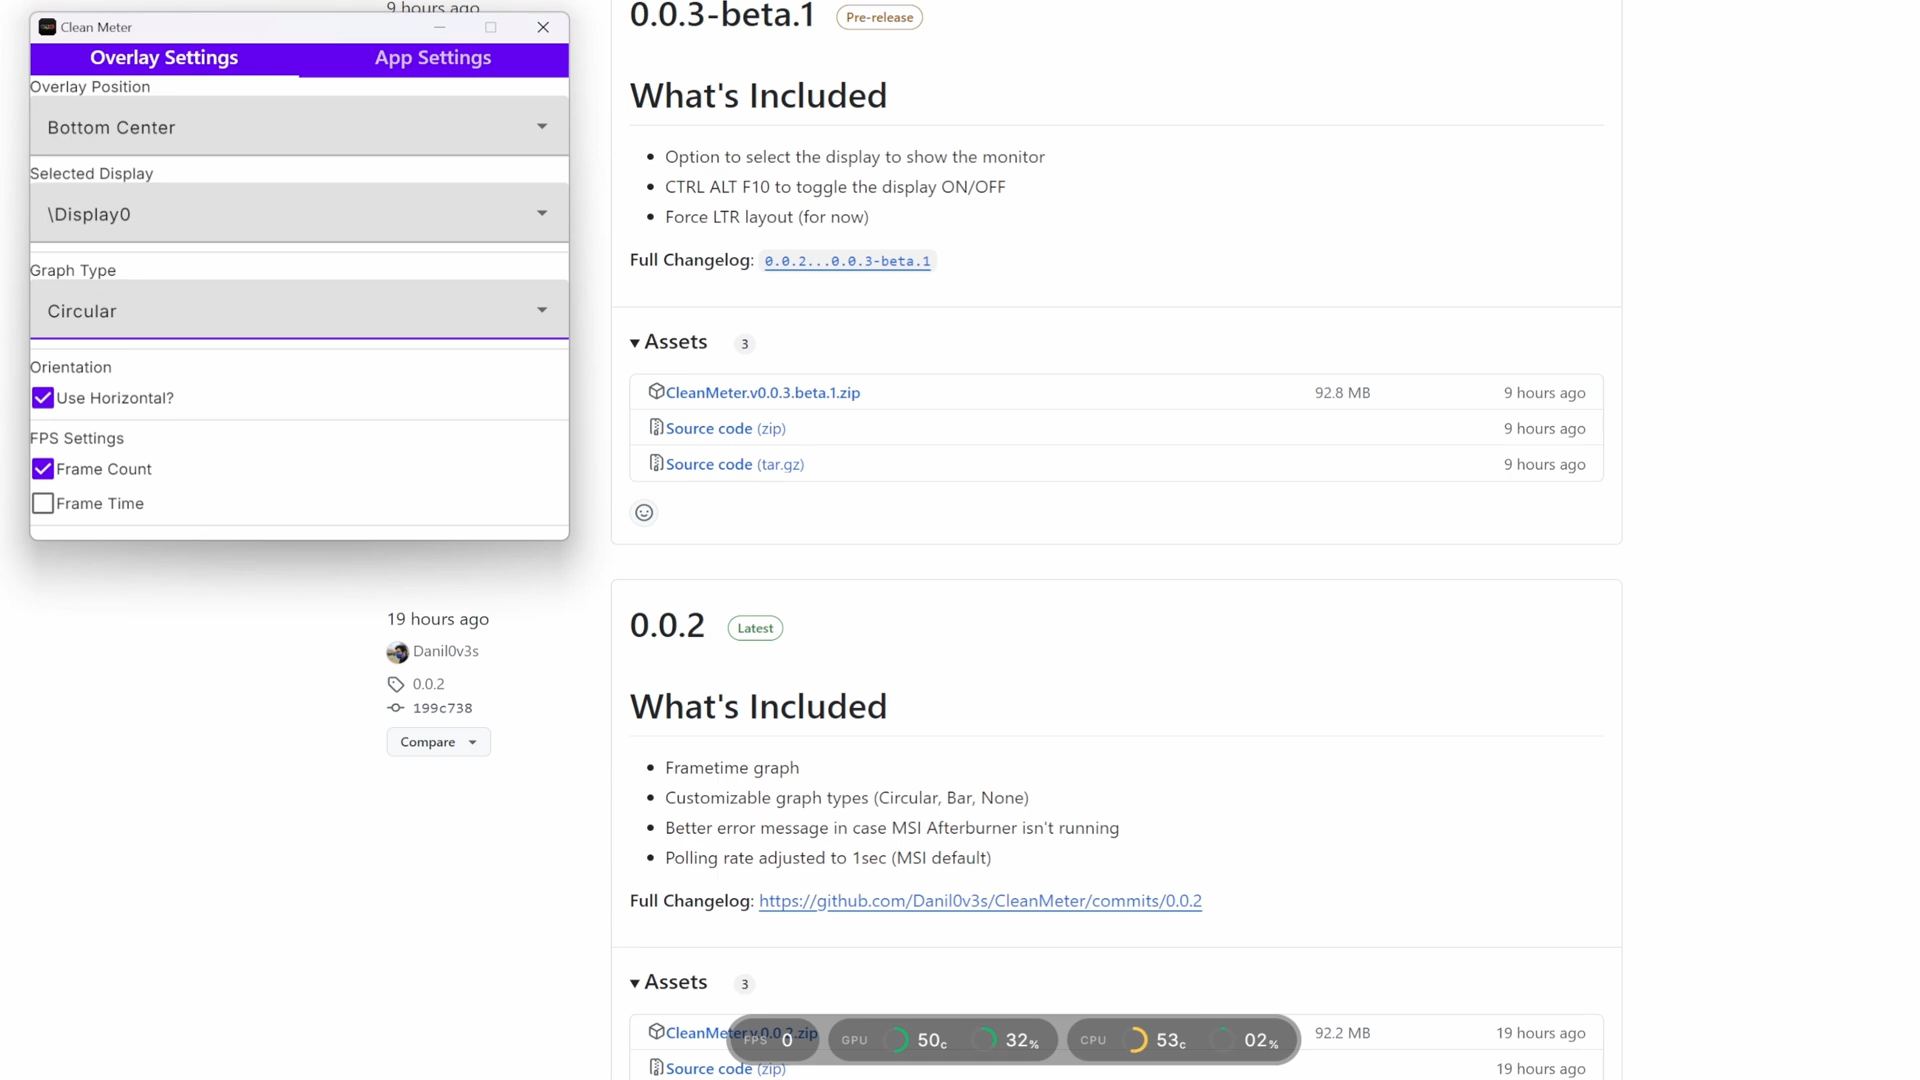 9 hours ago
Clean Meter
Overlay Settings
App Settings
Overlay Position
Bottom Center
Selected Display
\Display0
Graph Type
Circular
Orientation
Use Horizontal?
FPS Settings
Frame Count
Frame Time
19 hours ago
Danil0v3s
0.0.2
199c738
Compare
0.0.3-beta.1 Pre-release
What's Included
Option to select the display to show the monitor
CTRL ALT F10 to toggle the display ON/OFF
Force LTR layout (for now)
Full Changelog: 0.0.2...0.0.3-beta.1
Assets 3
CleanMeter.v0.0.3.beta.1.zip 92.8 MB 9 hours ago
Source code (zip) 9 hours ago
Source code (tar.gz) 9 hours ago
0.0.2 Latest
What's Included
Frametime graph
Customizable graph types (Circular, Bar, None)
Better error message in case MSI Afterburner isn't running
Polling rate adjusted to 1sec (MSI default)
Full Changelog: https://github.com/Danil0v3s/CleanMeter/commits/0.0.2
Assets 3
CleanMeter.v.0.0.2.zip 92.2 MB 19 hours ago
FPS 0 GPU 50c 32% CPU 53c 02%
Source code (zip) 19 hours ago